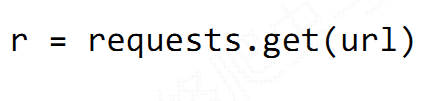 r = requests.get(url)